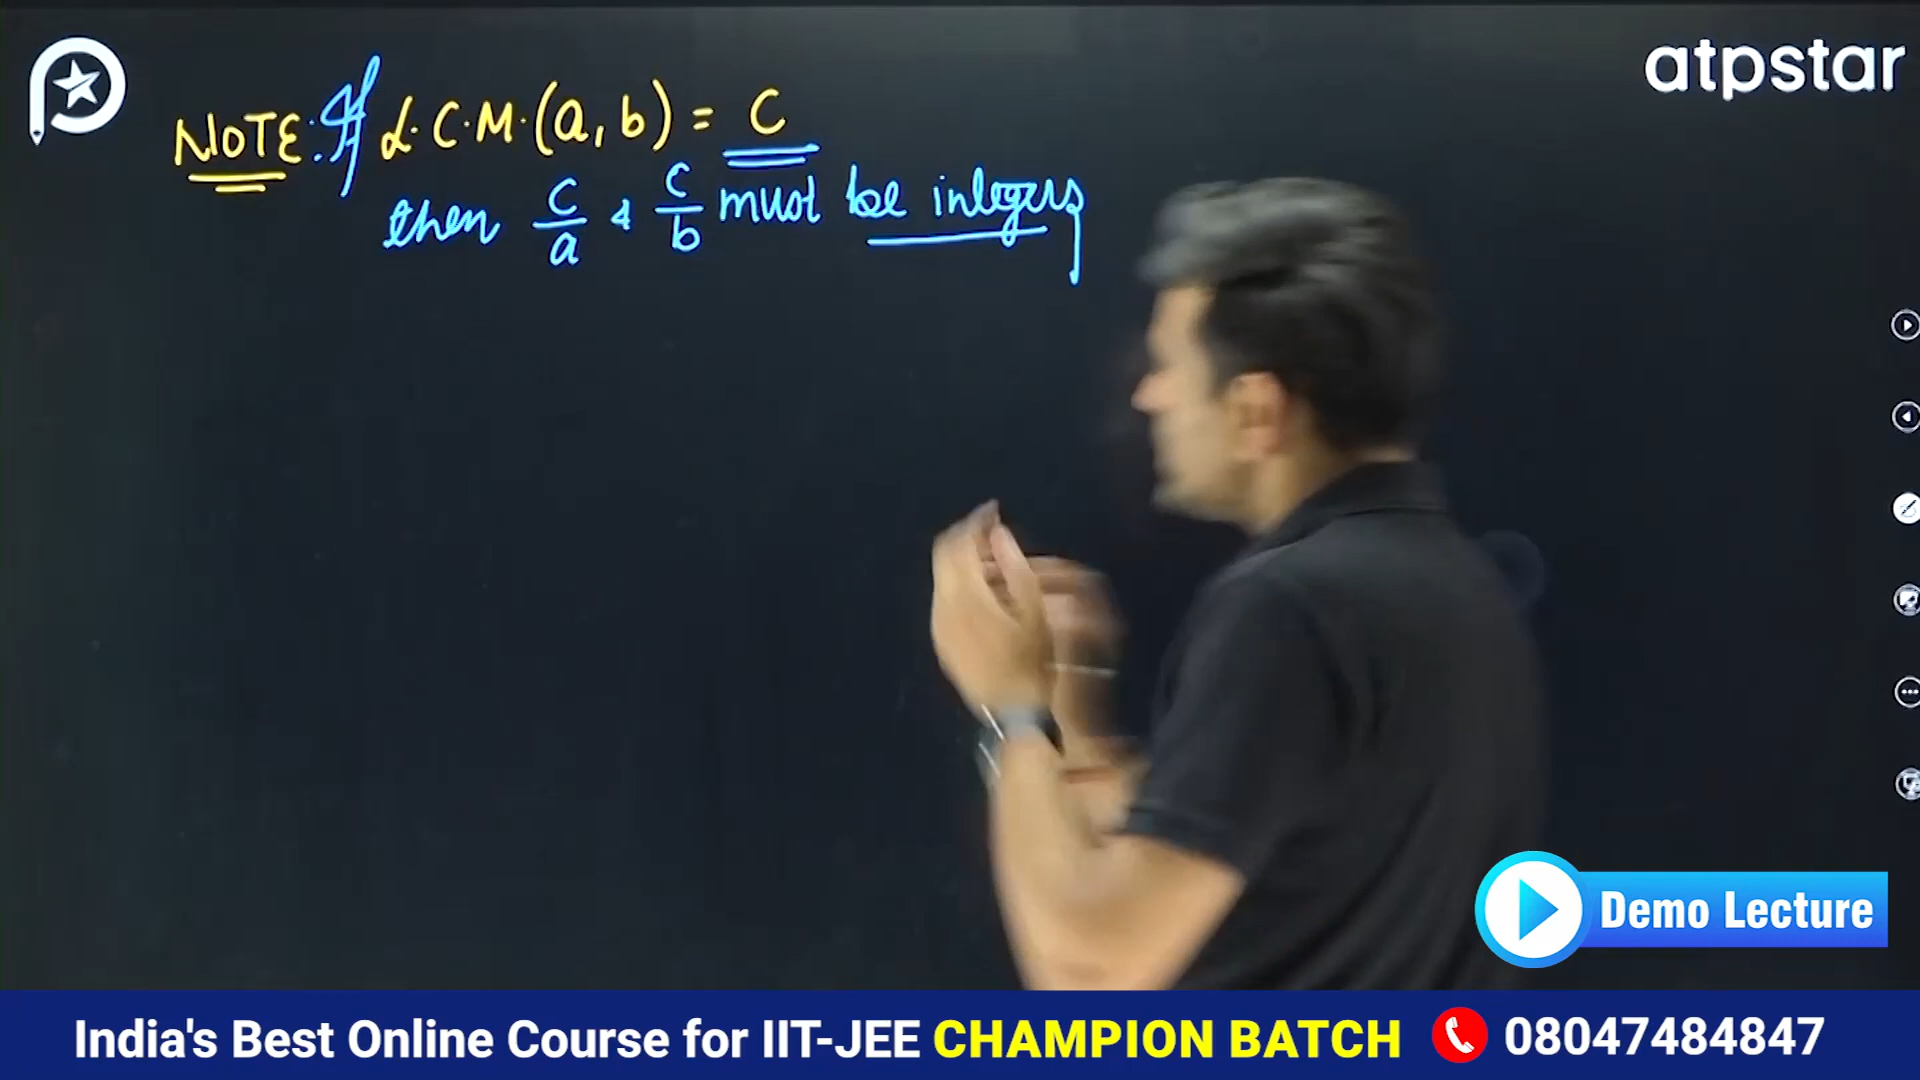 atpstar
NOTE: If L.C.M.(a, b) = C
then C/a & C/b must be integers
Demo Lecture
India's Best Online Course for IIT-JEE CHAMPION BATCH 08047484847